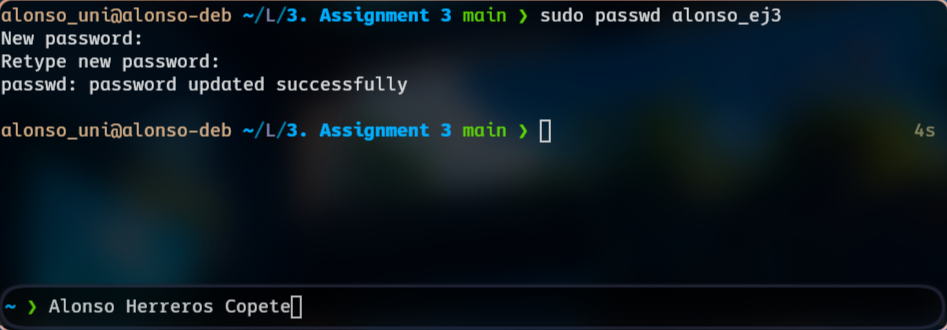 alonso_uni@alonso-deb ~/L/3. Assignment 3 main ❯ sudo passwd alonso_ej3
New password:
Retype new password:
passwd: password updated successfully
alonso_uni@alonso-deb ~/L/3. Assignment 3 main ❯ 4s
~ ❯ Alonso Herreros Copete